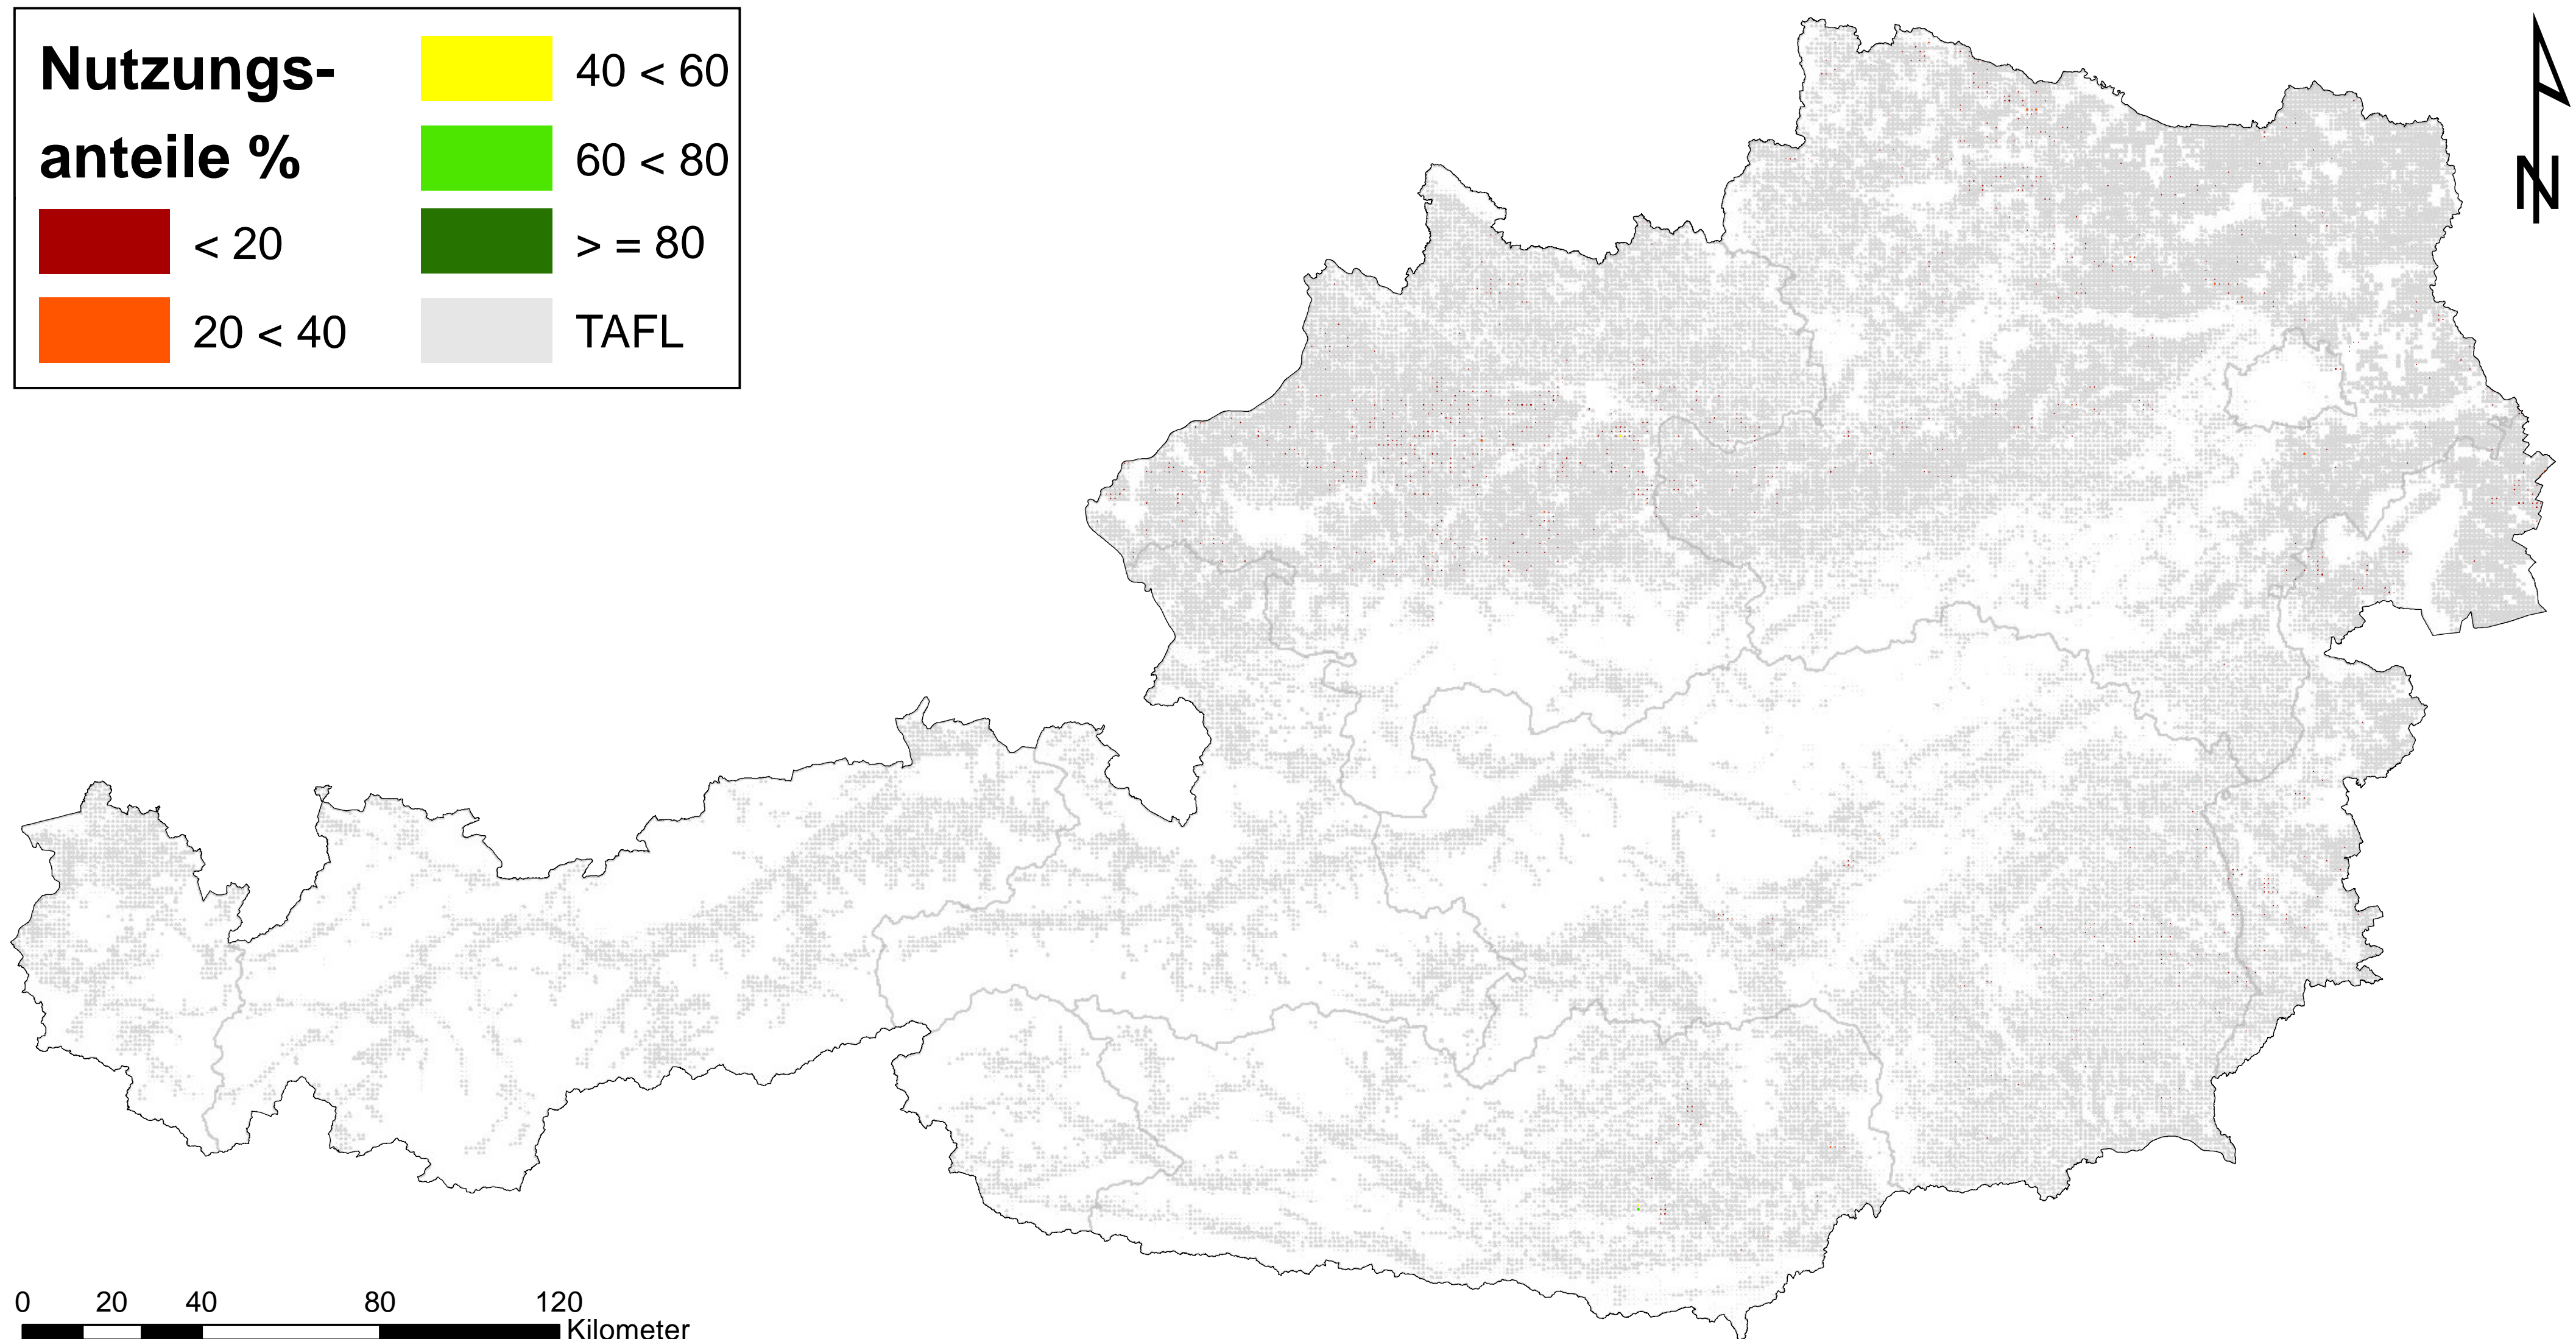 Nutzungs-
anteile %
< 20
20 < 40
40 < 60
60 < 80
> = 80
TAFL
N
0 20 40 80 120
Kilometer